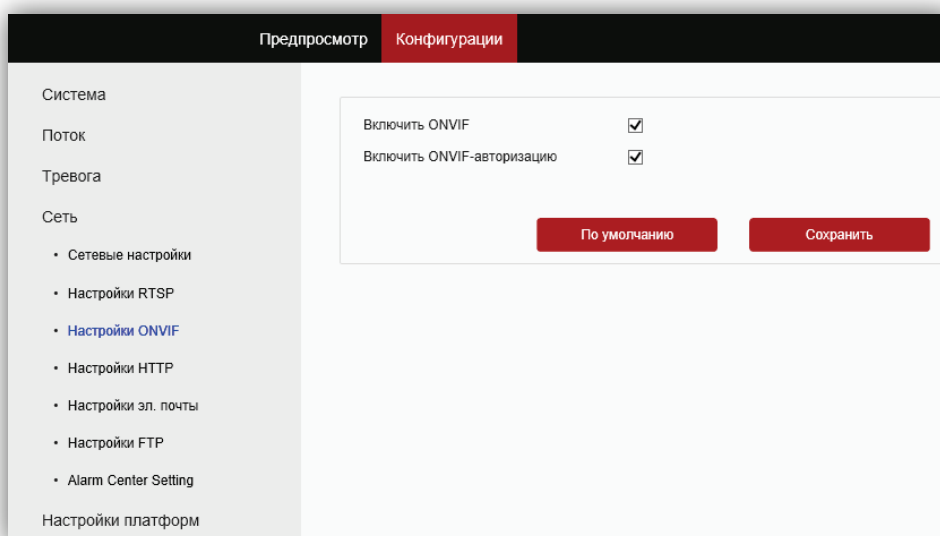 Предпросмотр Конфигурации
Система
Поток
Тревога
Сеть
• Сетевые настройки
• Настройки RTSP
• Настройки ONVIF
• Настройки HTTP
• Настройки эл. почты
• Настройки FTP
• Alarm Center Setting
Настройки платформ
Включить ONVIF
Включить ONVIF-авторизацию
По умолчанию Сохранить